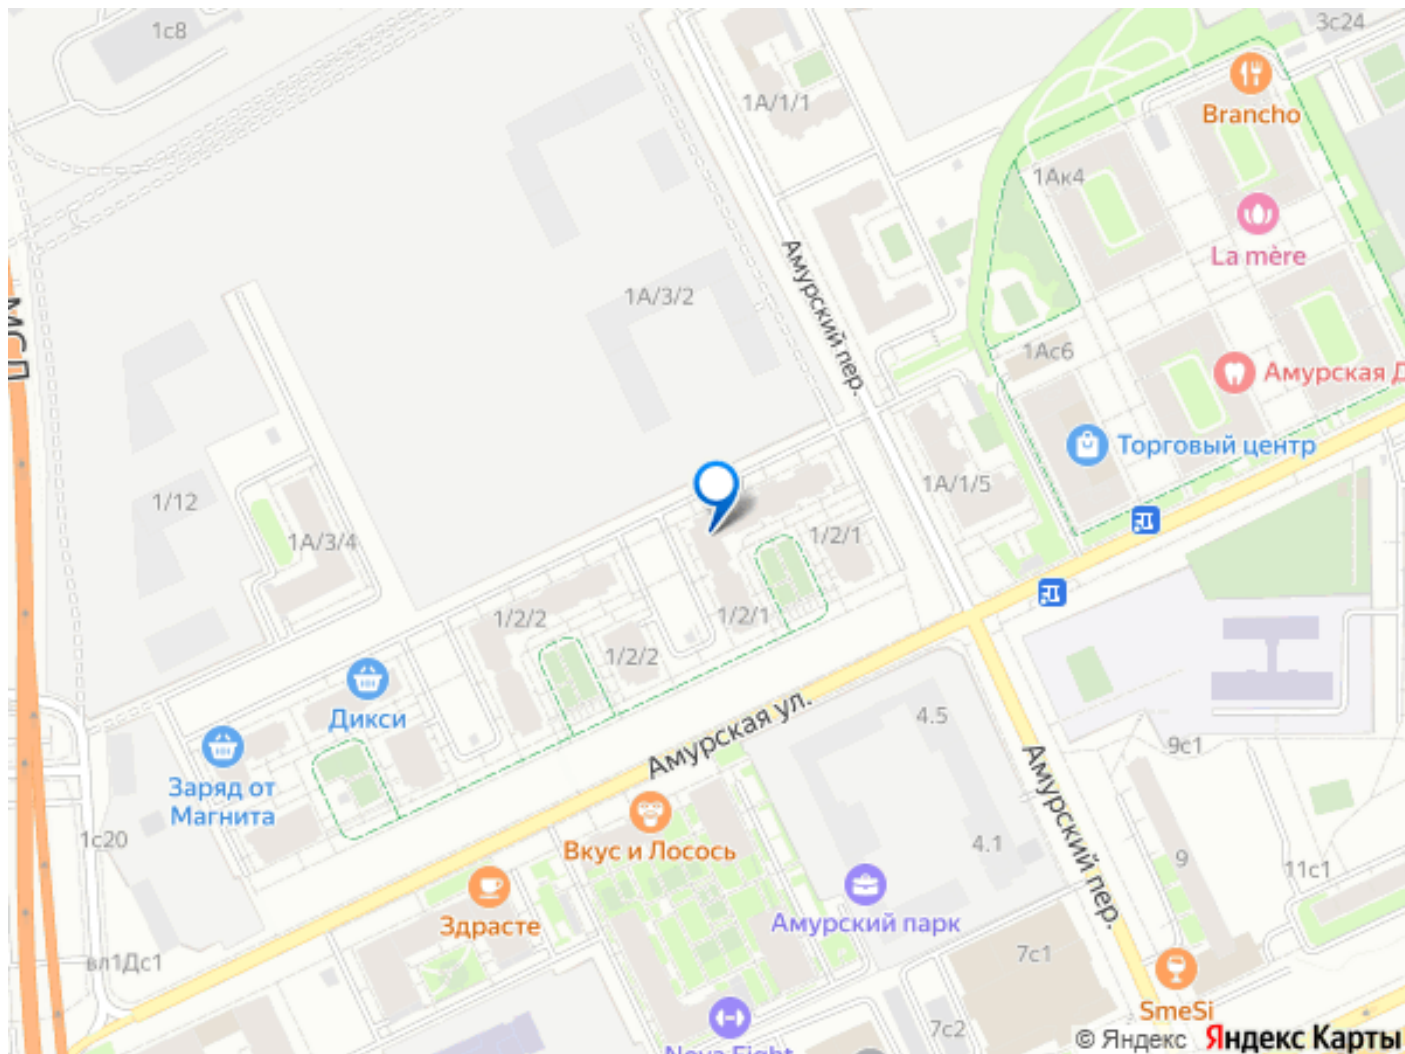 1с8
3с24
1А/1/1
Brancho
1Ак4
La mère
Амурский пер.
1А/3/2
1Ас6
Амурская Д
Торговый центр
1А/1/5
1/12
1А/3/4
1/2/1
1/2/1
1/2/2
1/2/2
Дикси
Заряд от
Магнита
Амурская ул.
4.5
9с1
Амурский пер.
1с20
Вкус и Лосось
4.1
9
11с1
Здрасте
Амурский парк
вл1Дс1
7с1
SmeSi
7с2
Nova Fight
© Яндекс Яндекс Карты